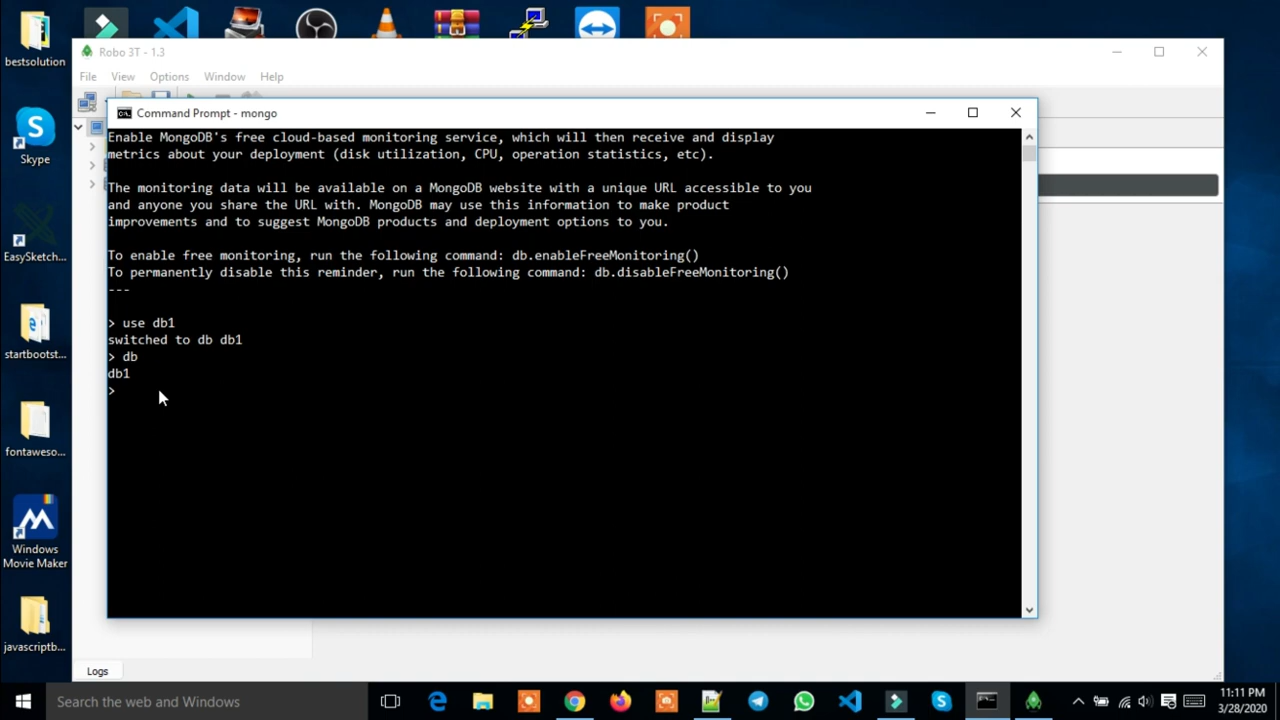 bestsolution
Skype
EasySketch...
startbootst...
fontaweso...
Windows
Movie Maker
javascriptb...
Robo 3T - 1.3
File View Options Window Help
Command Prompt - mongo
Enable MongoDB's free cloud-based monitoring service, which will then receive and display
metrics about your deployment (disk utilization, CPU, operation statistics, etc).
The monitoring data will be available on a MongoDB website with a unique URL accessible to you
and anyone you share the URL with. MongoDB may use this information to make product
improvements and to suggest MongoDB products and deployment options to you.
To enable free monitoring, run the following command: db.enableFreeMonitoring()
To permanently disable this reminder, run the following command: db.disableFreeMonitoring()
---
> use db1
switched to db db1
> db
db1
>
Logs
Search the web and Windows
11:11 PM
3/28/2020